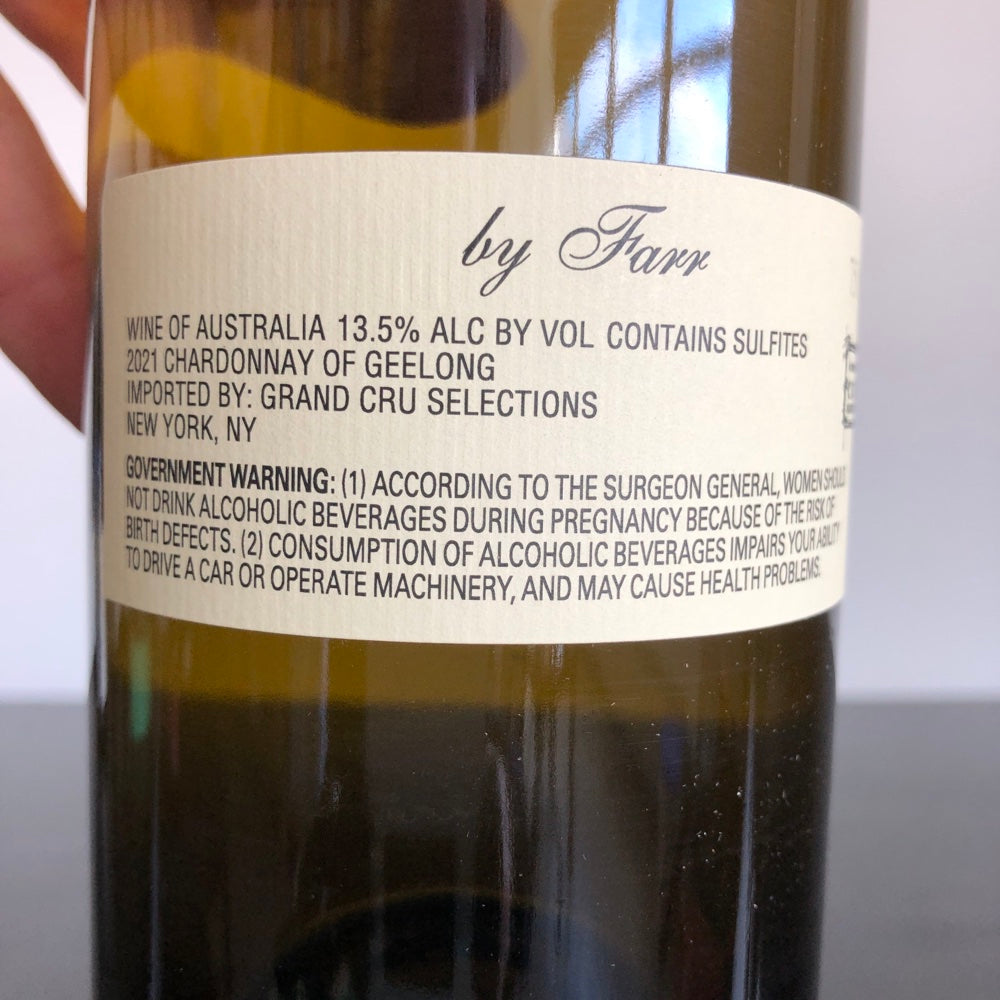 by Farr
WINE OF AUSTRALIA 13.5% ALC BY VOL CONTAINS SULFITES
2021 CHARDONNAY OF GEELONG
IMPORTED BY: GRAND CRU SELECTIONS
NEW YORK, NY
GOVERNMENT WARNING: (1) ACCORDING TO THE SURGEON GENERAL, WOMEN SHOULD
NOT DRINK ALCOHOLIC BEVERAGES DURING PREGNANCY BECAUSE OF THE RISK OF
BIRTH DEFECTS. (2) CONSUMPTION OF ALCOHOLIC BEVERAGES IMPAIRS YOUR ABILITY
TO DRIVE A CAR OR OPERATE MACHINERY, AND MAY CAUSE HEALTH PROBLEMS.